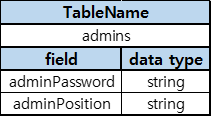 TableName
admins
field data type
adminPassword string
adminPosition string